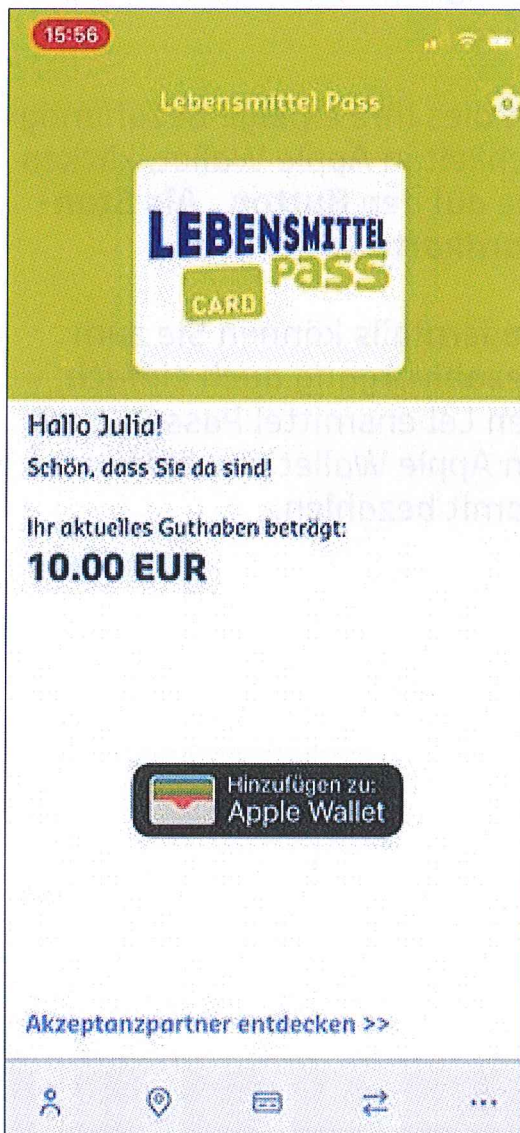 15:56
Lebensmittel Pass
LEBENSMITTEL
Pass
CARD
Hallo Julia!
Schön, dass Sie da sind!
Ihr aktuelles Guthaben beträgt:
10.00 EUR
Hinzufügen zu:
Apple Wallet
Akzeptanzpartner entdecken >>